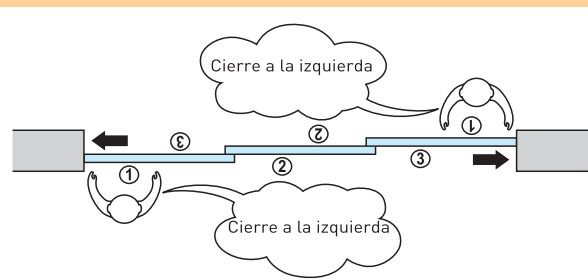 Cierre a la izquierda
③ ② ①
① ② ③
Cierre a la izquierda